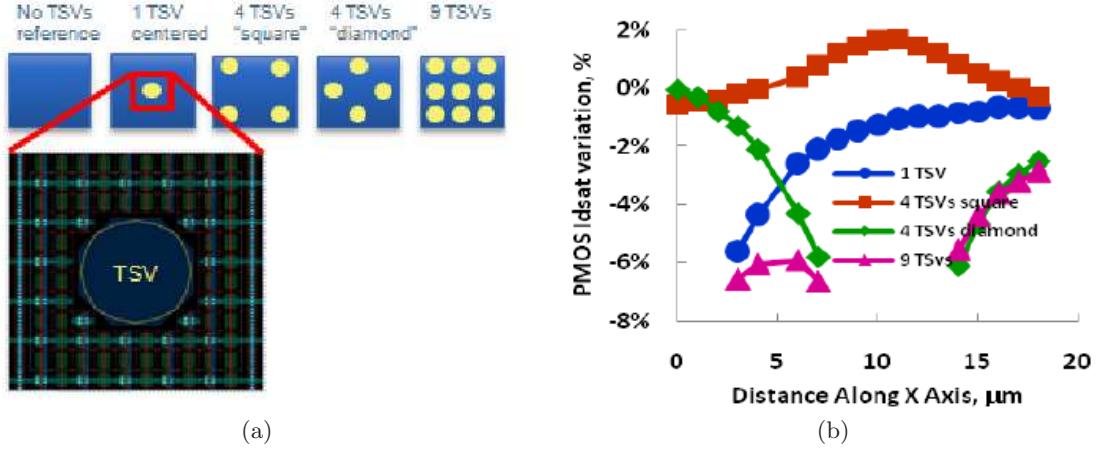 No TSVs reference
1 TSV centered
4 TSVs "square"
4 TSVs "diamond"
9 TSVs
TSV
(a)
PMOS Idsat variation, %
2%
0%
-2%
-4%
-6%
-8%
1 TSV
4 TSVs square
4 TSVs diamond
9 TSVs
0
5
10
15
20
Distance Along X Axis, μm
(b)